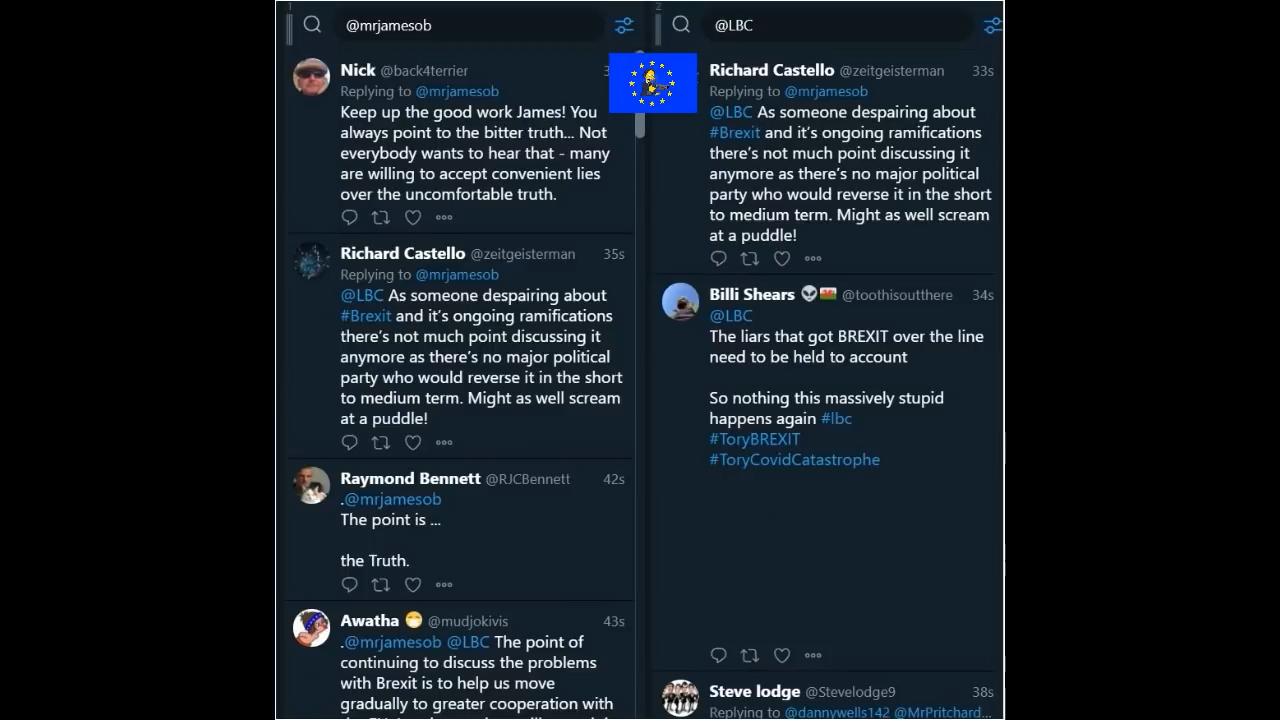 1
@mrjamesob
Nick @back4terrier
Replying to @mrjamesob
Keep up the good work James! You
always point to the bitter truth... Not
everybody wants to hear that - many
are willing to accept convenient lies
over the uncomfortable truth.
Richard Castello @zeitgeisterman 35s
Replying to @mrjamesob
@LBC As someone despairing about
#Brexit and it's ongoing ramifications
there's not much point discussing it
anymore as there's no major political
party who would reverse it in the short
to medium term. Might as well scream
at a puddle!
Raymond Bennett @RJCBennett 42s
.@mrjamesob
The point is ...
the Truth.
Awatha 😷 @mudjokivis 43s
.@mrjamesob @LBC The point of
continuing to discuss the problems
with Brexit is to help us move
gradually to greater cooperation with
2
@LBC
Richard Castello @zeitgeisterman 33s
Replying to @mrjamesob
@LBC As someone despairing about
#Brexit and it's ongoing ramifications
there's not much point discussing it
anymore as there's no major political
party who would reverse it in the short
to medium term. Might as well scream
at a puddle!
Billi Shears 👽🏴󠁧󠁢󠁷󠁬󠁳󠁿 @toothisoutthere 34s
@LBC
The liars that got BREXIT over the line
need to be held to account
So nothing this massively stupid
happens again #lbc
#ToryBREXIT
#ToryCovidCatastrophe
Steve lodge @Stevelodge9 38s
Replying to @dannywells142 @MrPritchard...